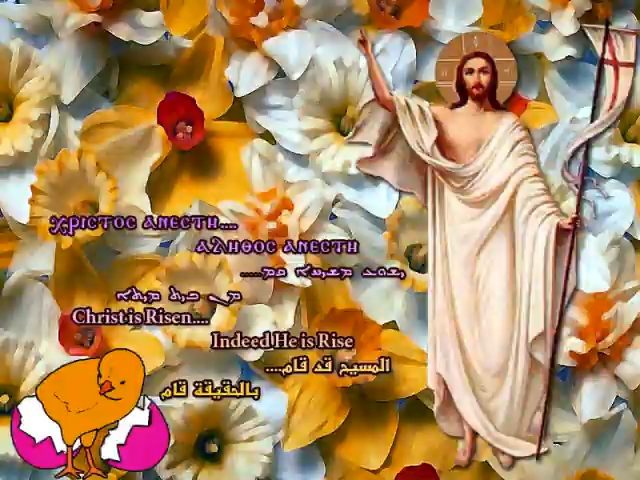 ⲬⲢⲒⲤⲦⲞⲤ ⲀⲚⲈⲤⲦⲎ....
ⲀⲖⲎⲐⲞⲤ ⲀⲚⲈⲤⲦⲎ
Christ is Risen....
Indeed He is Rise
المسيح قد قام....
بالحقيقة قام